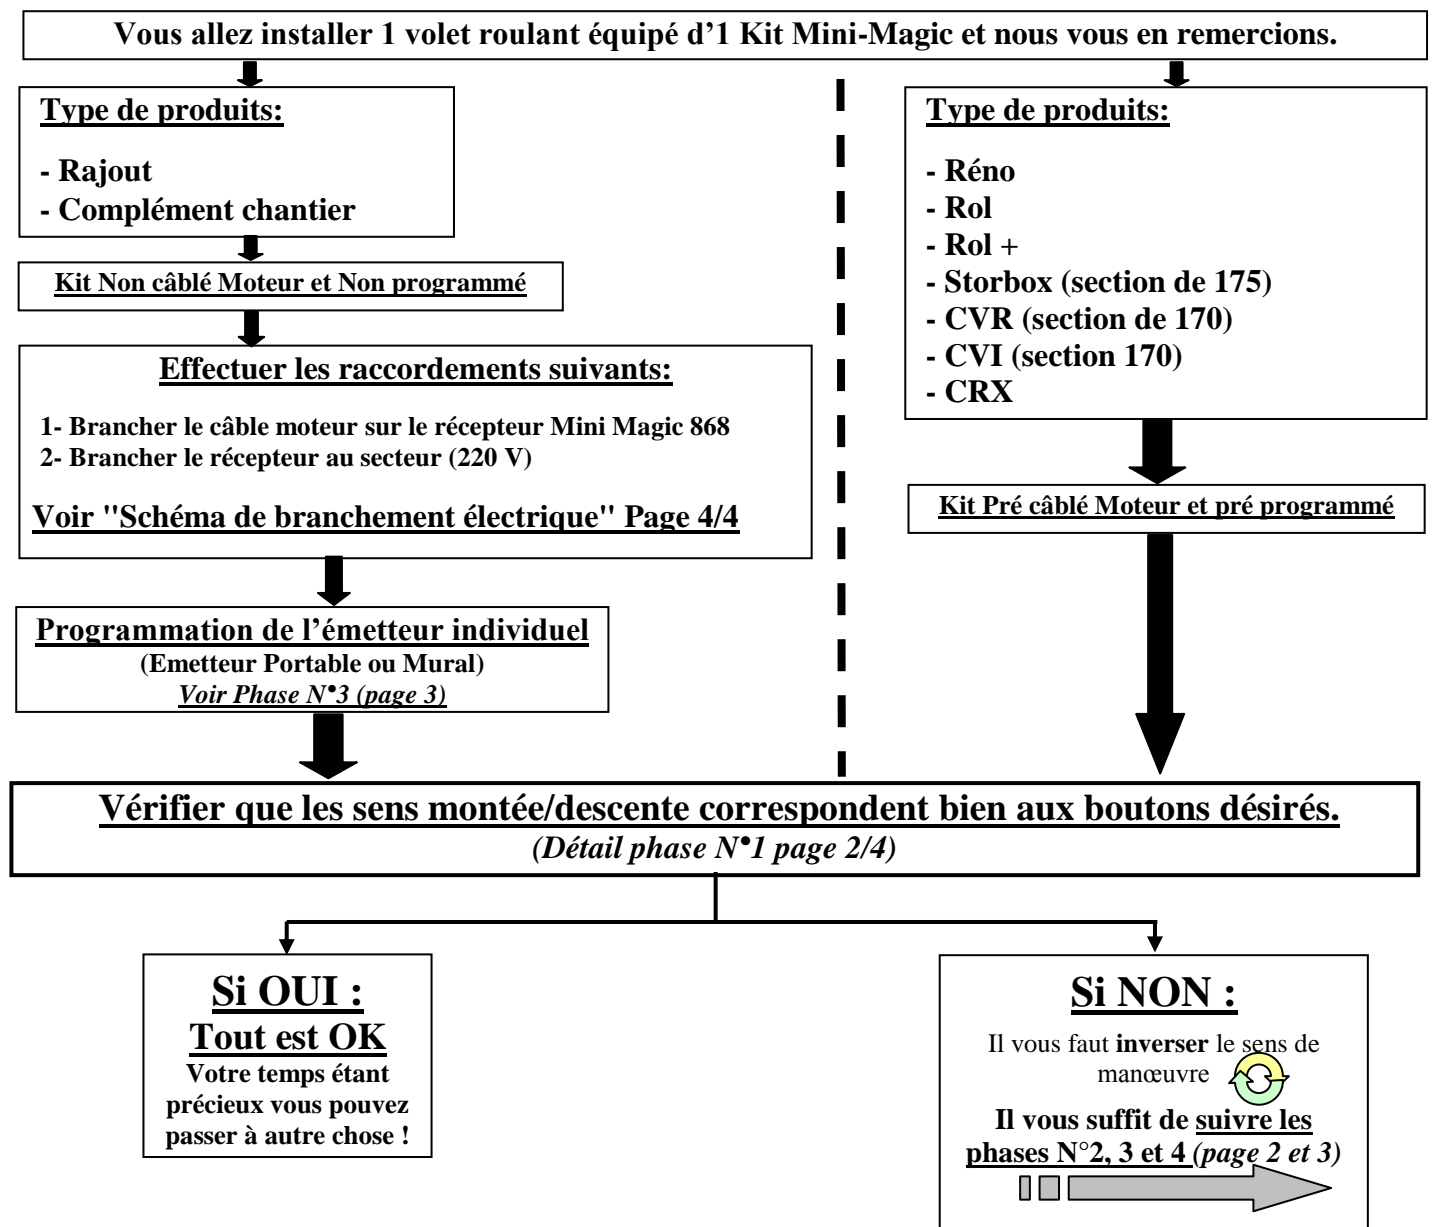 Vous allez installer 1 volet roulant équipé d’1 Kit Mini-Magic et nous vous en remercions.
Type de produits:
- Rajout
- Complément chantier
Kit Non câblé Moteur et Non programmé
Effectuer les raccordements suivants:
1- Brancher le câble moteur sur le récepteur Mini Magic 868
2- Brancher le récepteur au secteur (220 V)
Voir "Schéma de branchement électrique" Page 4/4
Programmation de l’émetteur individuel
(Emetteur Portable ou Mural)
Voir Phase N•3 (page 3)
Type de produits:
- Réno
- Rol
- Rol +
- Storbox (section de 175)
- CVR (section de 170)
- CVI (section 170)
- CRX
Kit Pré câblé Moteur et pré programmé
Vérifier que les sens montée/descente correspondent bien aux boutons désirés.
(Détail phase N•1 page 2/4)
Si OUI :
Tout est OK
Votre temps étant
précieux vous pouvez
passer à autre chose !
Si NON :
Il vous faut inverser le sens de
manœuvre
Il vous suffit de suivre les
phases N°2, 3 et 4 (page 2 et 3)